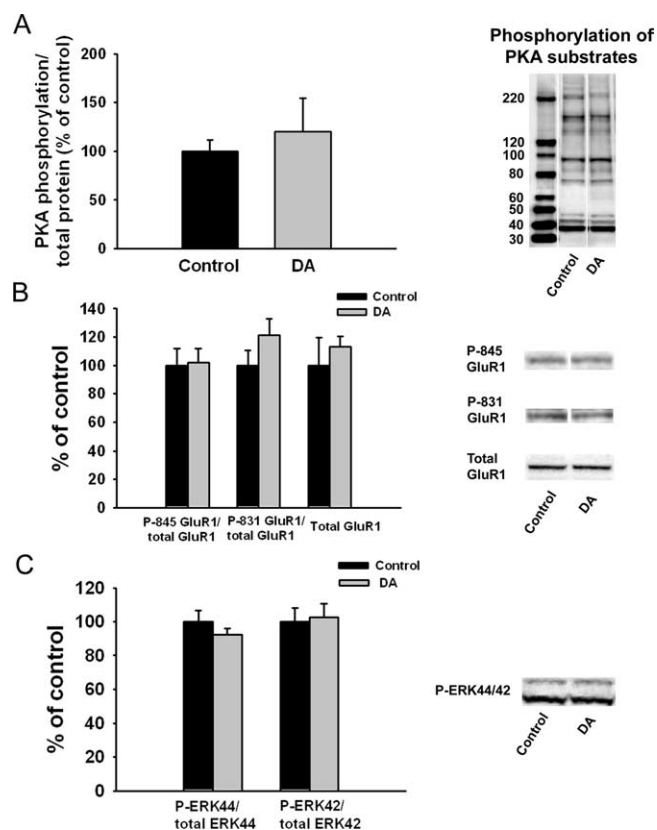 A
PKA phosphorylation/
total protein (% of control)
200
150
100
50
0
Control
DA
Phosphorylation of
PKA substrates
220
120
100
80
60
50
40
30
Control
DA
B
% of control
140
120
100
80
60
40
20
0
Control
DA
P-845 GluR1/
total GluR1
P-831 GluR1/
total GluR1
Total GluR1
P-845
GluR1
P-831
GluR1
Total
GluR1
Control
DA
C
% of control
120
100
80
60
40
20
0
Control
DA
P-ERK44/
total ERK44
P-ERK42/
total ERK42
P-ERK44/42
Control
DA